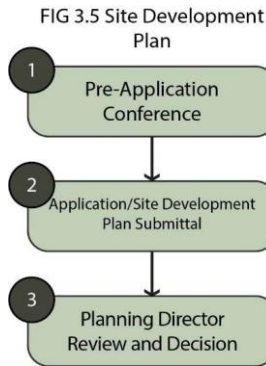 FIG 3.5 Site Development
Plan
1
Pre-Application
Conference
2
Application/Site Development
Plan Submittal
3
Planning Director
Review and Decision